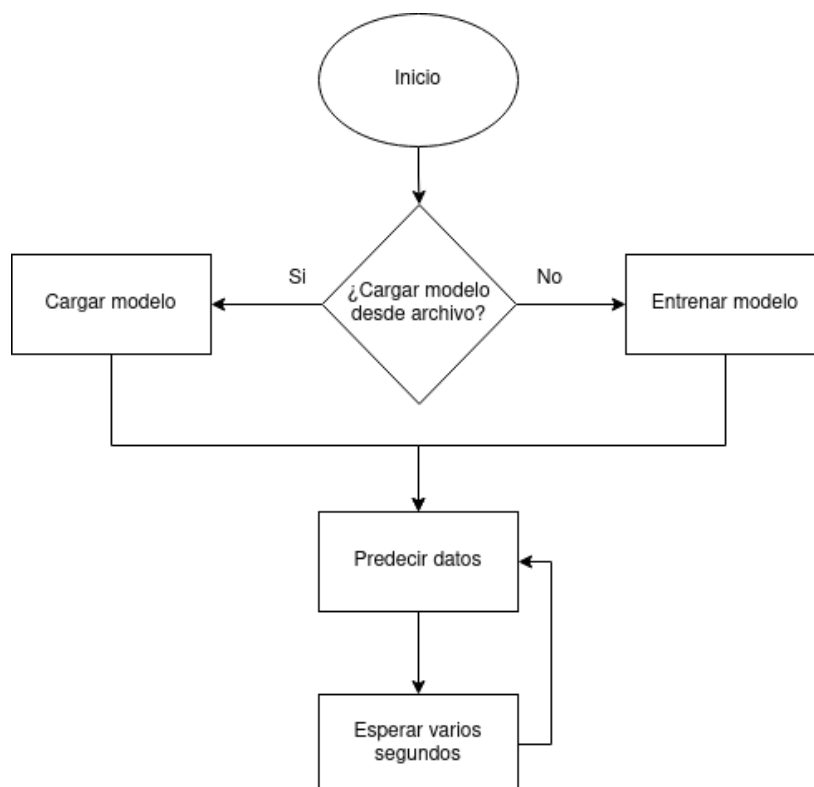 Inicio
Si
¿Cargar modelo
desde archivo?
No
Cargar modelo
Entrenar modelo
Predecir datos
Esperar varios
segundos